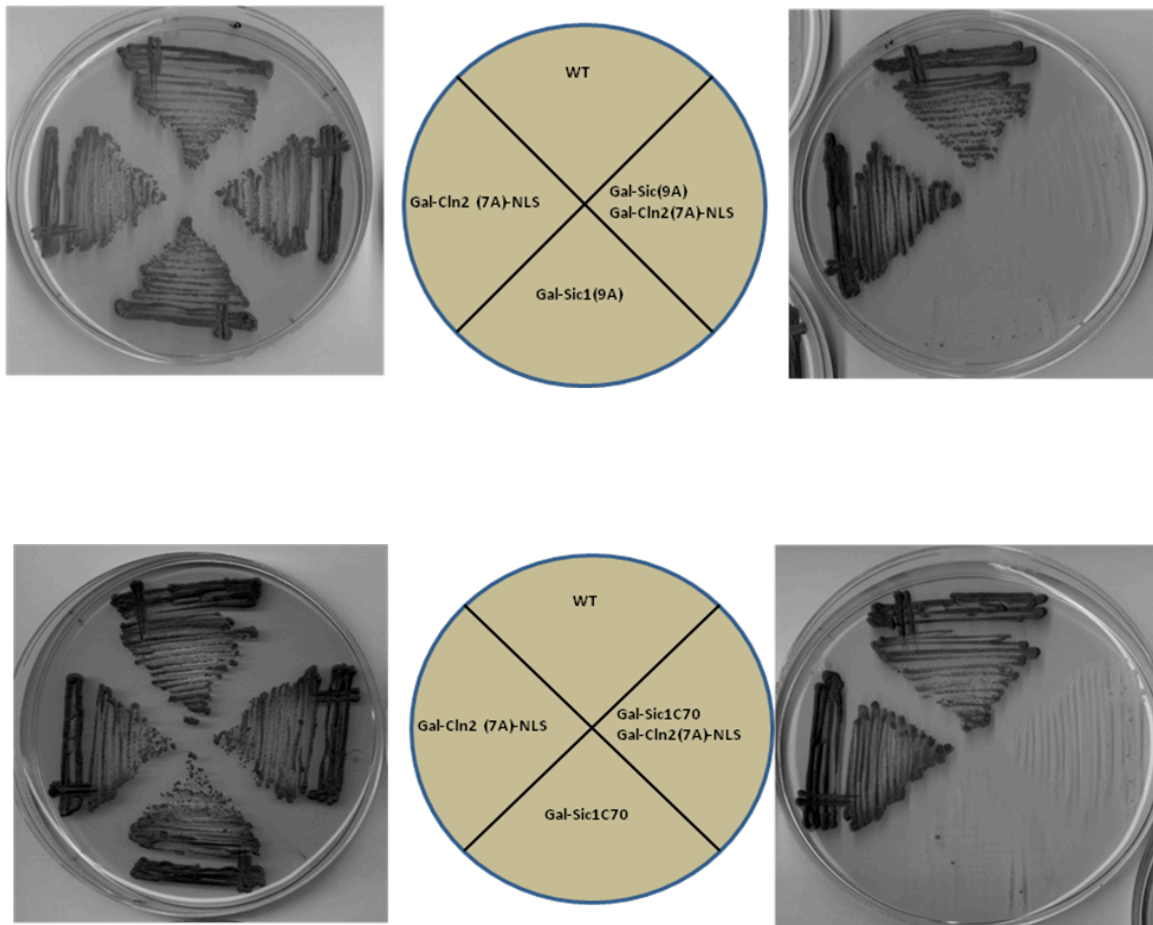 WT
Gal-Cln2 (7A)-NLS
Gal-Sic(9A)
Gal-Cln2(7A)-NLS
Gal-Sic1(9A)
WT
Gal-Cln2 (7A)-NLS
Gal-Sic1C70
Gal-Cln2(7A)-NLS
Gal-Sic1C70